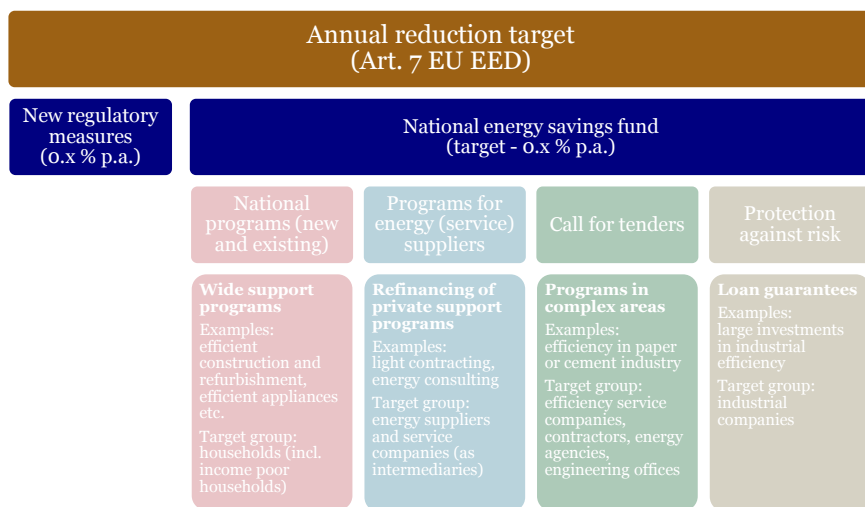 Annual reduction target
(Art. 7 EU EED)
New regulatory
measures
(0.x % p.a.)
National energy savings fund
(target - 0.x % p.a.)
National
programs (new
and existing)
Programs for
energy (service)
suppliers
Call for tenders
Protection
against risk
Wide support
programs
Examples:
efficient
construction and
refurbishment,
efficient appliances
etc.
Target group:
households (incl.
income poor
households)
Refinancing of
private support
programs
Examples:
light contracting,
energy consulting
Target group:
energy suppliers
and service
companies (as
intermediaries)
Programs in
complex areas
Examples:
efficiency in paper
or cement industry
Target group:
efficiency service
companies,
contractors, energy
agencies,
engineering offices
Loan guarantees
Examples:
large investments
in industrial
efficiency
Target group:
industrial
companies